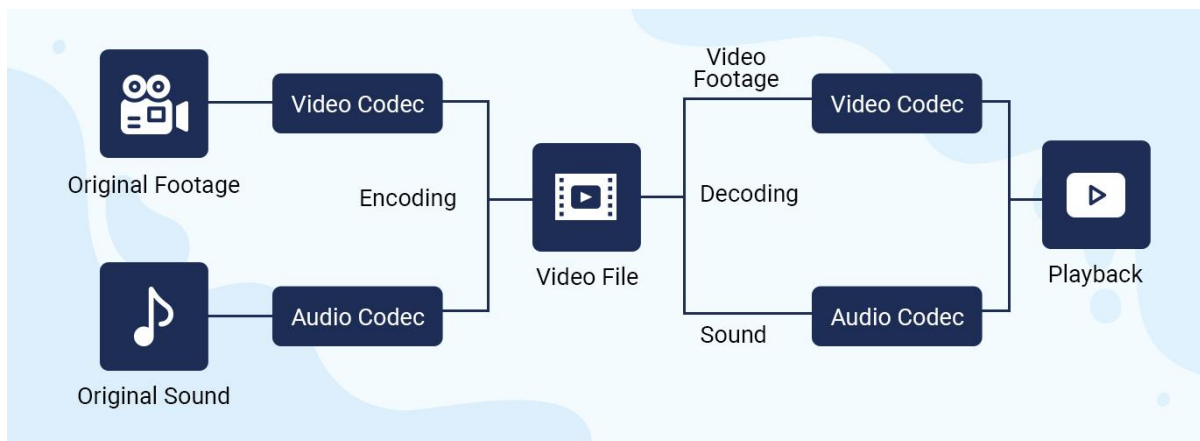 Original Footage
Video Codec
Original Sound
Audio Codec
Encoding
Video File
Video
Footage
Decoding
Sound
Video Codec
Audio Codec
Playback